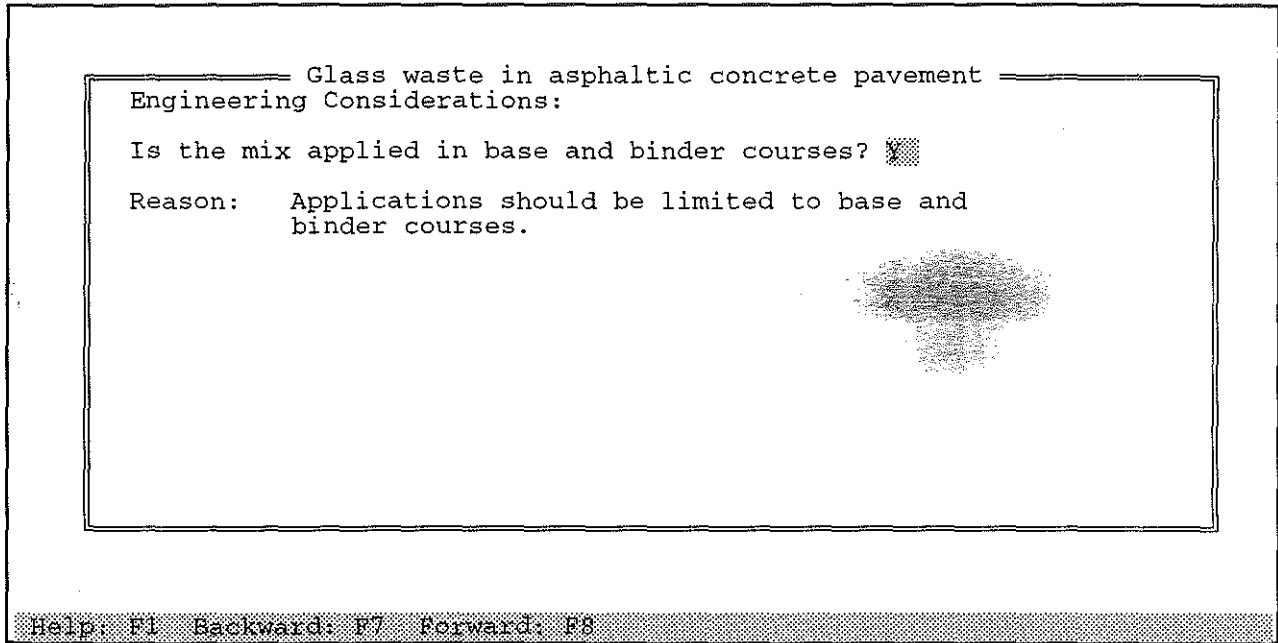 Glass waste in asphaltic concrete pavement
Engineering Considerations:
Is the mix applied in base and binder courses? Y
Reason: Applications should be limited to base and
binder courses.
Help: F1 Backward: F7 Forward: F8